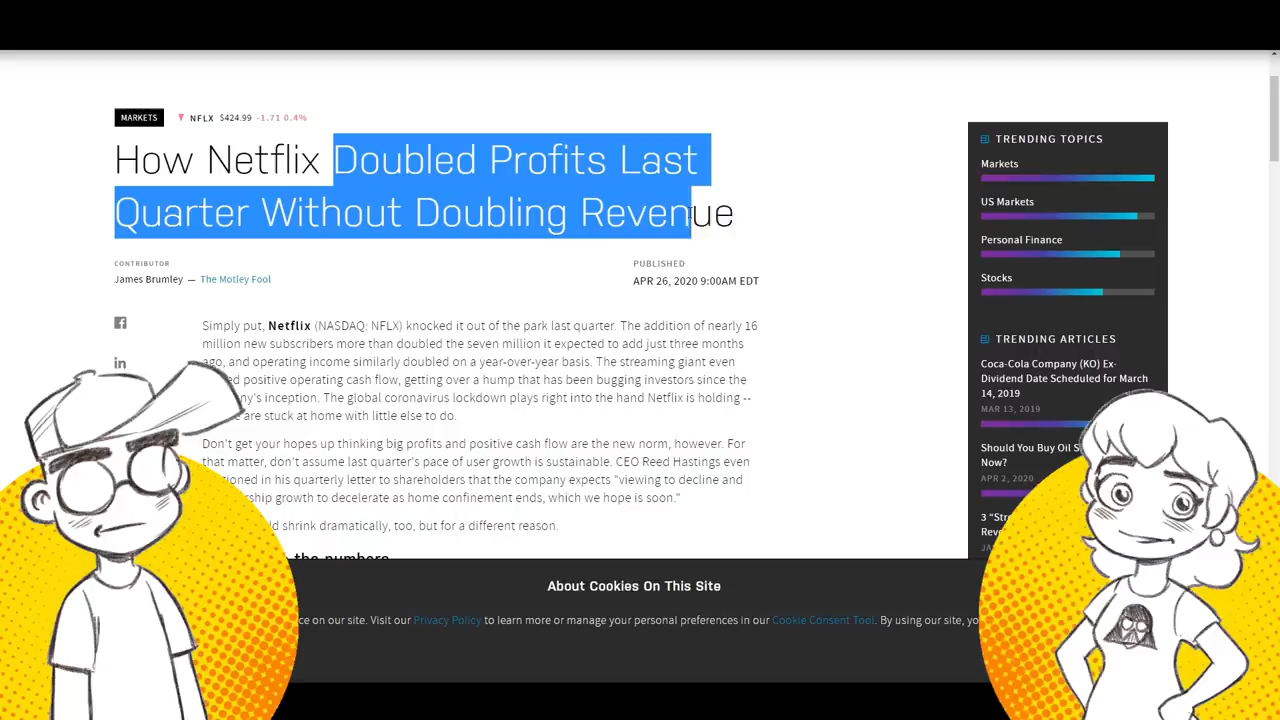 MARKETS
NFLX $424.99 -1.71 0.4%
How Netflix Doubled Profits Last
Quarter Without Doubling Revenue
CONTRIBUTOR
James Brumley — The Motley Fool
PUBLISHED
APR 26, 2020 9:00AM EDT
Simply put, Netflix (NASDAQ: NFLX) knocked it out of the park last quarter. The addition of nearly 16
million new subscribers more than doubled the seven million it expected to add just three months
ago, and operating income similarly doubled on a year-over-year basis. The streaming giant even
positive operating cash flow, getting over a hump that has been bugging investors since the
inception. The global coronavirus lockdown plays right into the hand Netflix is holding --
are stuck at home with little else to do.
Don't get your hopes up thinking big profits and positive cash flow are the new norm, however. For
that matter, don't assume last quarter's pace of user growth is sustainable. CEO Reed Hastings even
in his quarterly letter to shareholders that the company expects "viewing to decline and
growth to decelerate as home confinement ends, which we hope is soon."
shrink dramatically, too, but for a different reason.
the numbers
TRENDING TOPICS
Markets
US Markets
Personal Finance
Stocks
TRENDING ARTICLES
Coca-Cola Company (KO) Ex-
Dividend Date Scheduled for March
14, 2019
MAR 13, 2019
Should You Buy Oil
Now?
APR 2, 2020
3
About Cookies On This Site
on our site. Visit our Privacy Policy to learn more or manage your personal preferences in our Cookie Consent Tool. By using our site,